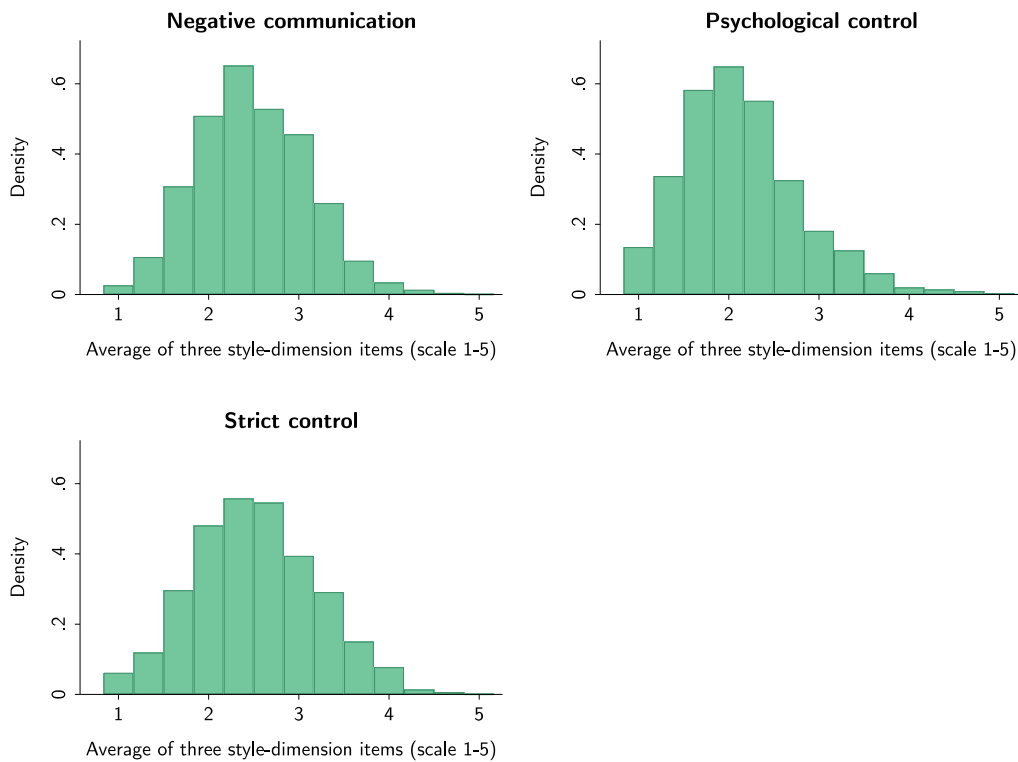 Negative communication
Density
0
.2
.4
.6
1 2 3 4 5
Average of three style-dimension items (scale 1-5)
Psychological control
Density
0
.2
.4
.6
1 2 3 4 5
Average of three style-dimension items (scale 1-5)
Strict control
Density
0
.2
.4
.6
1 2 3 4 5
Average of three style-dimension items (scale 1-5)